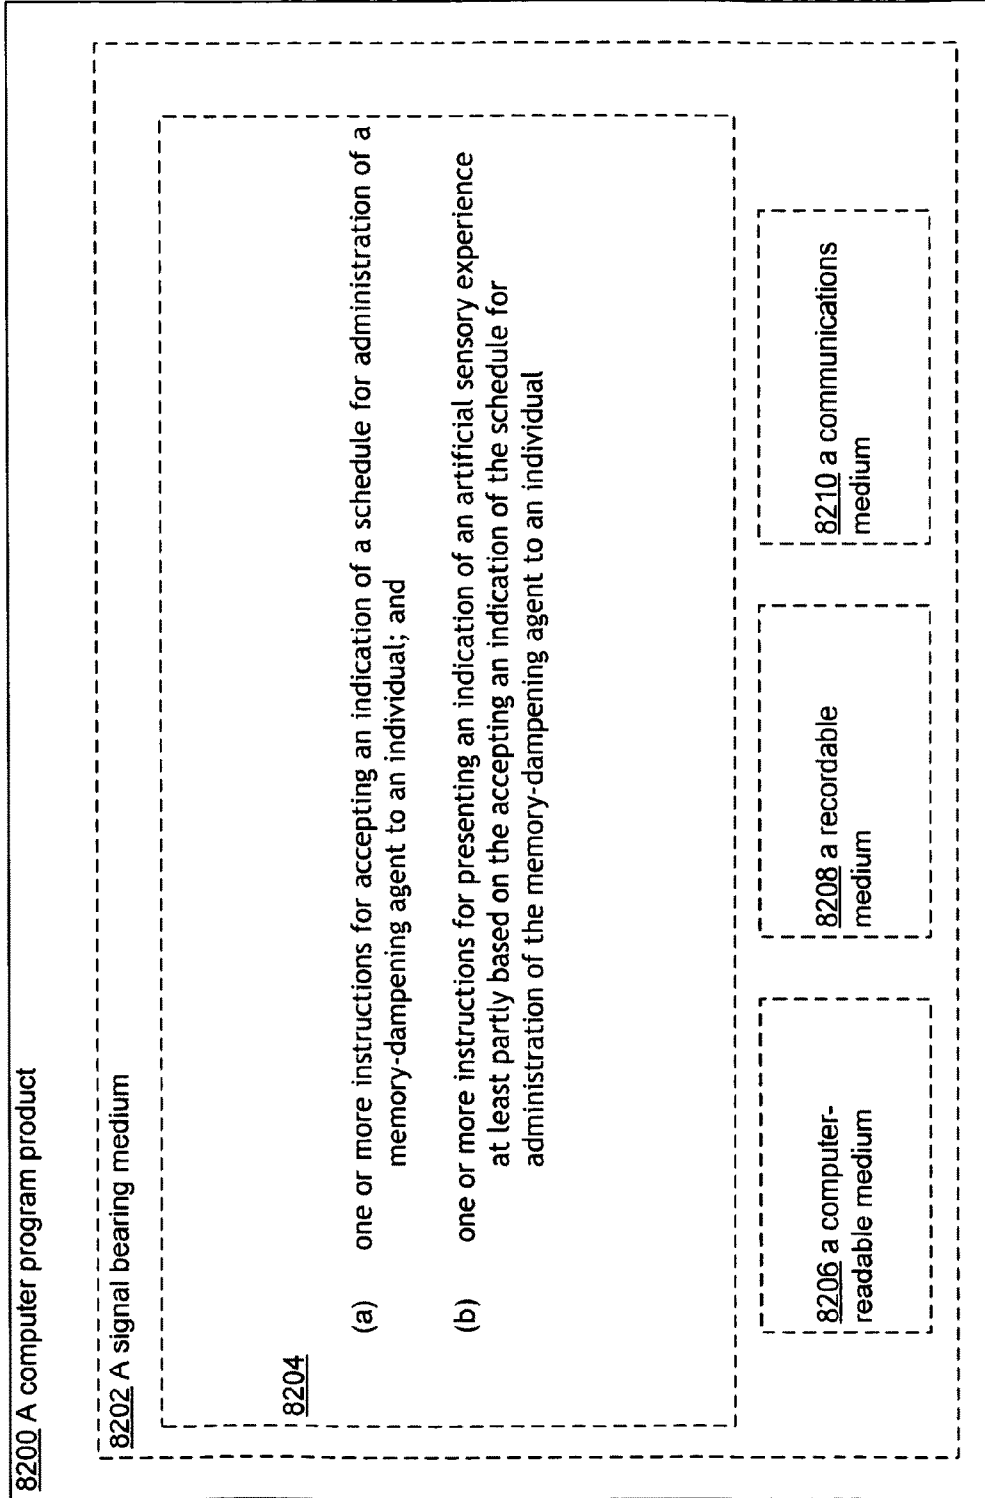 8200 A computer program product
8202 A signal bearing medium
8204
(a) one or more instructions for accepting an indication of a schedule for administration of a
memory-dampening agent to an individual; and
(b) one or more instructions for presenting an indication of an artificial sensory experience
at least partly based on the accepting an indication of the schedule for
administration of the memory-dampening agent to an individual
8206 a computer-
readable medium
8208 a recordable
medium
8210 a communications
medium